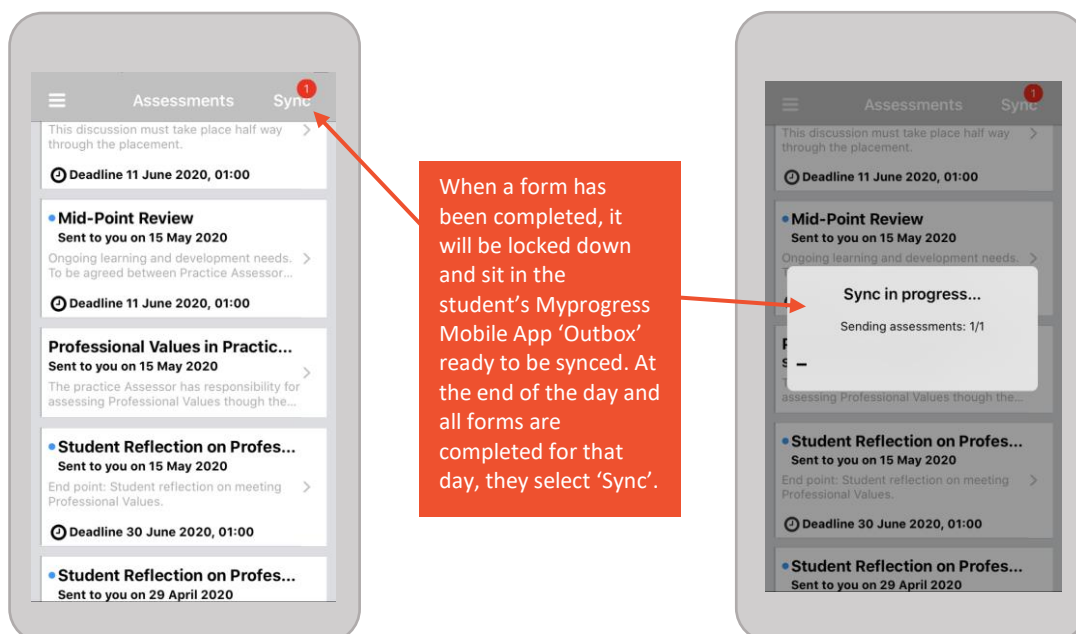 Assessments
Sync
1
This discussion must take place half way
through the placement.
Deadline 11 June 2020, 01:00
Mid-Point Review
Sent to you on 15 May 2020
Ongoing learning and development needs.
To be agreed between Practice Assessor...
Deadline 11 June 2020, 01:00
Professional Values in Practic...
Sent to you on 15 May 2020
The practice Assessor has responsibility for
assessing Professional Values though the...
Student Reflection on Profes...
Sent to you on 15 May 2020
End point: Student reflection on meeting
Professional Values.
Deadline 30 June 2020, 01:00
Student Reflection on Profes...
Sent to you on 29 April 2020
When a form has
been completed, it
will be locked down
and sit in the
student's Myprogress
Mobile App 'Outbox'
ready to be synced. At
the end of the day and
all forms are
completed for that
day, they select 'Sync'.
Assessments
Sync
1
This discussion must take place half way
through the placement.
Deadline 11 June 2020, 01:00
Mid-Point Review
Sent to you on 15 May 2020
Ongoing learning and development needs.
Sync in progress...
Sending assessments: 1/1
assessing Professional Values though the...
Student Reflection on Profes...
Sent to you on 15 May 2020
End point: Student reflection on meeting
Professional Values.
Deadline 30 June 2020, 01:00
Student Reflection on Profes...
Sent to you on 29 April 2020